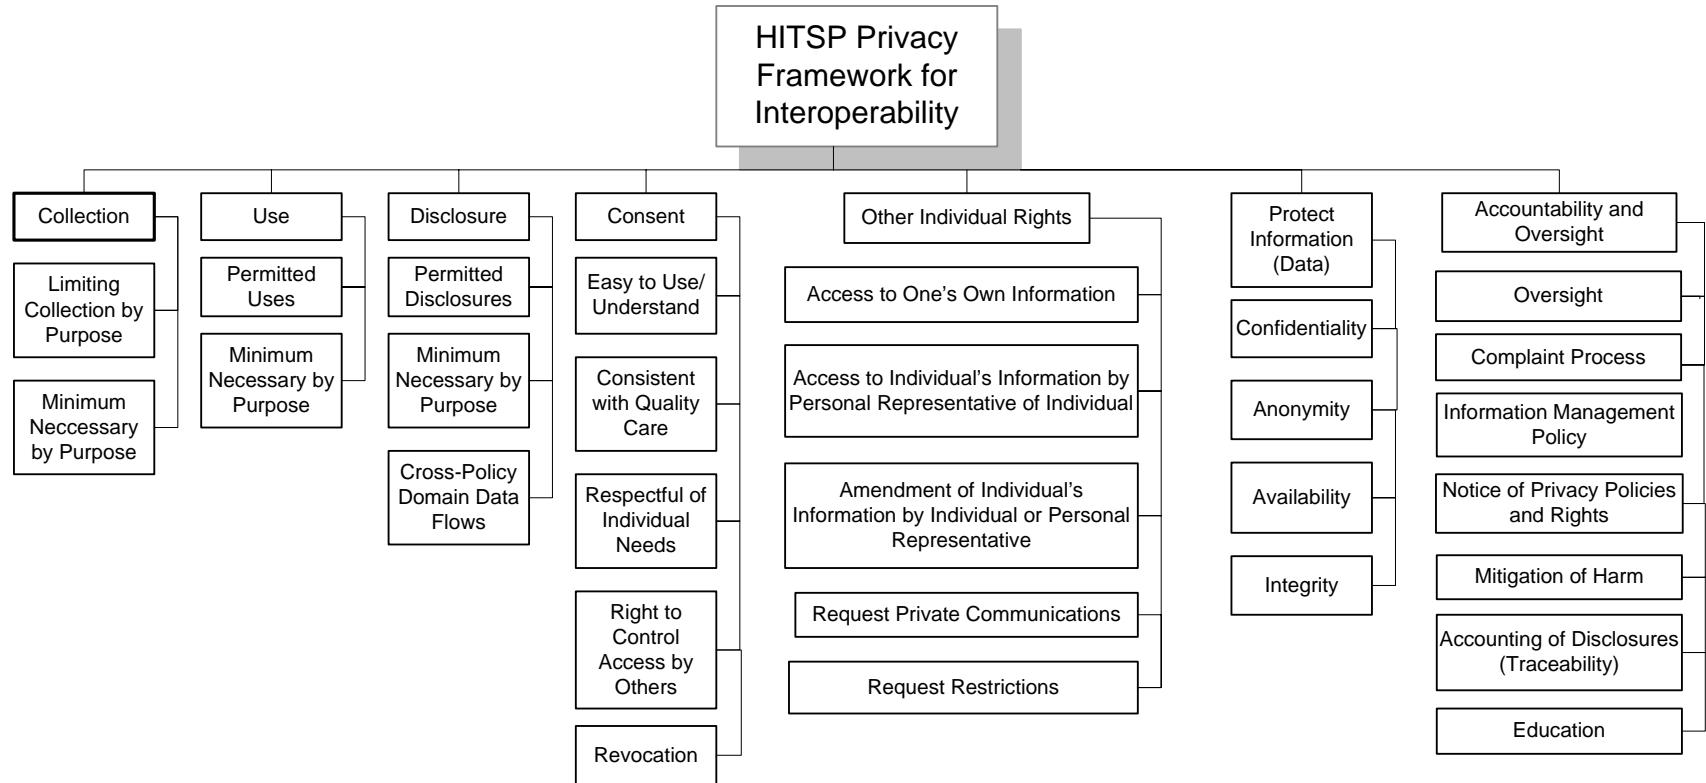 HITSP Privacy
Framework for
Interoperability
Collection
Limiting
Collection by
Purpose
Minimum
Neccessary
by Purpose
Use
Permitted
Uses
Minimum
Necessary by
Purpose
Disclosure
Permitted
Disclosures
Minimum
Necessary by
Purpose
Cross-Policy
Domain Data
Flows
Consent
Easy to Use/
Understand
Consistent
with Quality
Care
Respectful of
Individual
Needs
Right to
Control
Access by
Others
Revocation
Other Individual Rights
Access to One's Own Information
Access to Individual's Information by
Personal Representative of Individual
Amendment of Individual's
Information by Individual or Personal
Representative
Request Private Communications
Request Restrictions
Protect
Information
(Data)
Confidentiality
Anonymity
Availability
Integrity
Accountability and
Oversight
Oversight
Complaint Process
Information Management
Policy
Notice of Privacy Policies
and Rights
Mitigation of Harm
Accounting of Disclosures
(Traceability)
Education